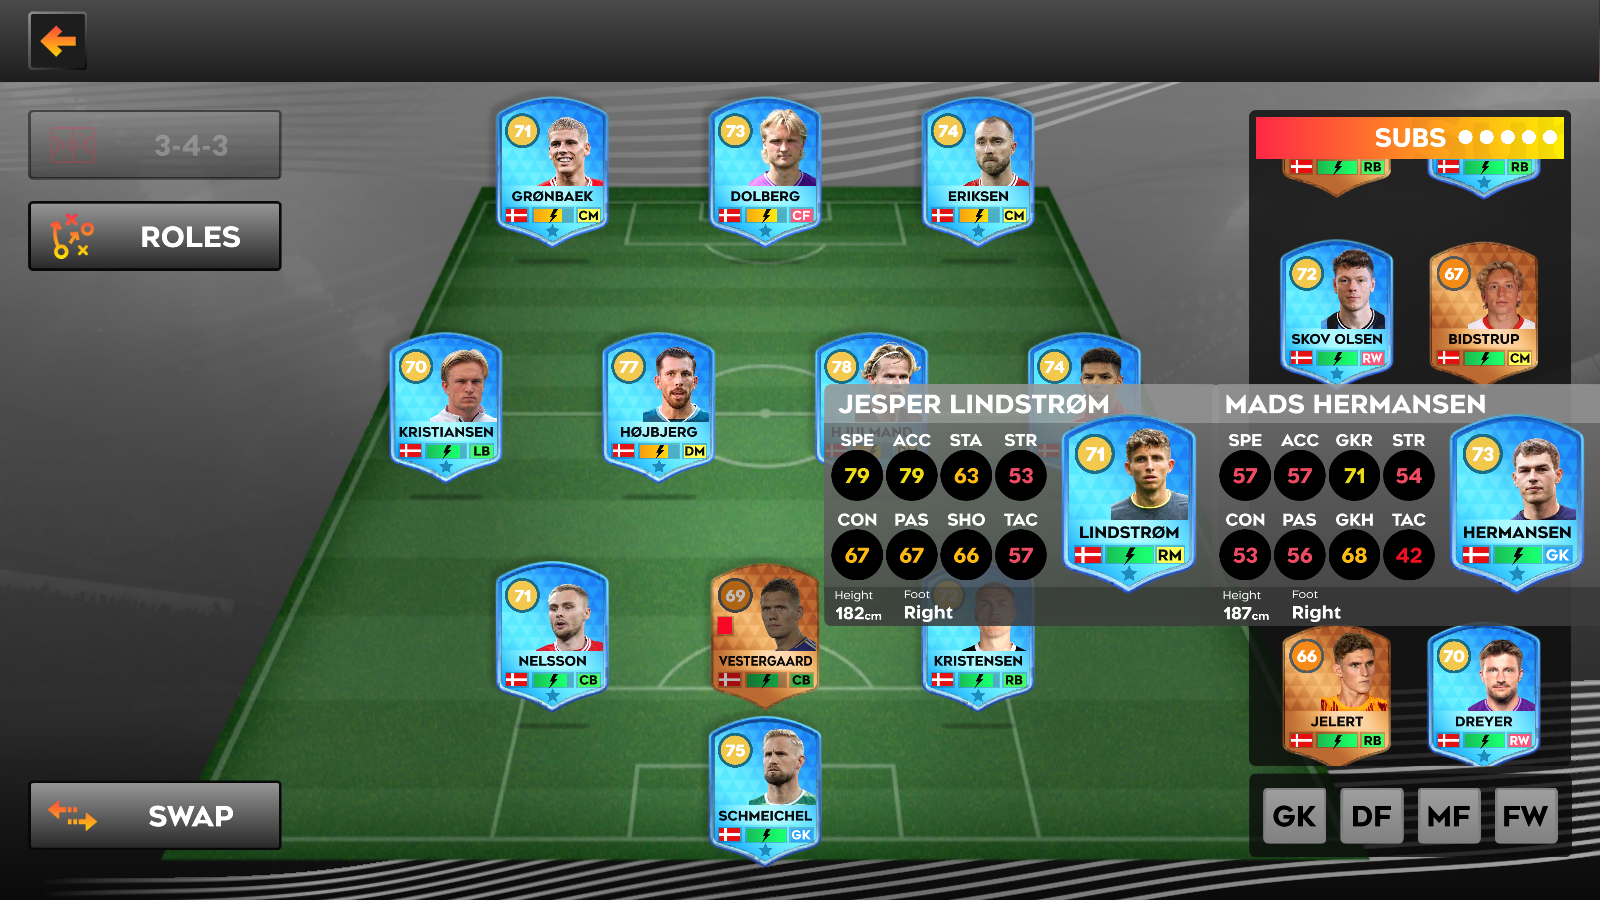 3-4-3
ROLES
SWAP
71
GRØNBAEK
CM
73
DOLBERG
CF
74
ERIKSEN
CM
70
KRISTIANSEN
LB
77
HØJBJERG
DM
78
HJULMAND
74
71
NELSSON
CB
69
VESTERGAARD
CB
72
KRISTENSEN
RB
75
SCHMEICHEL
GK
JESPER LINDSTRØM
SPE ACC STA STR
79 79 63 53
CON PAS SHO TAC
67 67 66 57
Height Foot
182cm Right
71
LINDSTRØM
RM
MADS HERMANSEN
SPE ACC GKR STR
57 57 71 54
CON PAS GKH TAC
53 56 68 42
Height Foot
187cm Right
73
HERMANSEN
GK
SUBS
RB RB
72
SKOV OLSEN
RW
67
BIDSTRUP
CM
66
JELERT
RB
70
DREYER
RW
GK DF MF FW